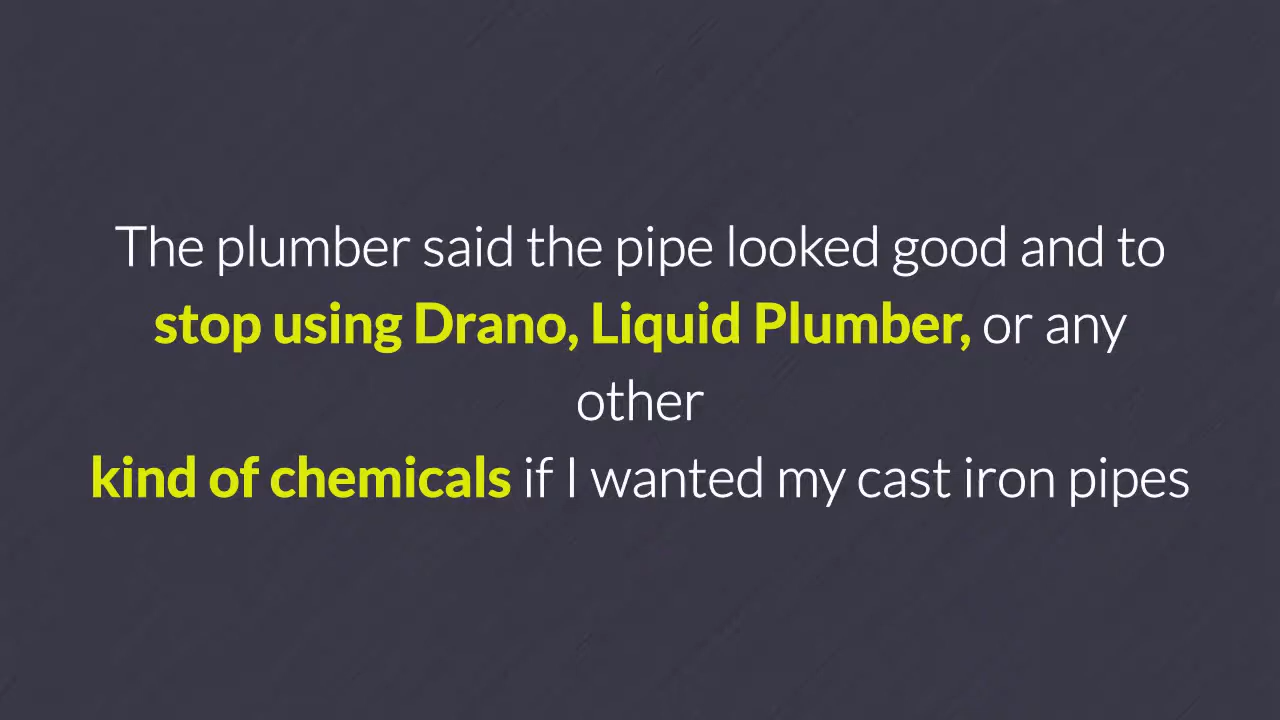 The plumber said the pipe looked good and to
stop using Drano, Liquid Plumber, or any
other
kind of chemicals if I wanted my cast iron pipes